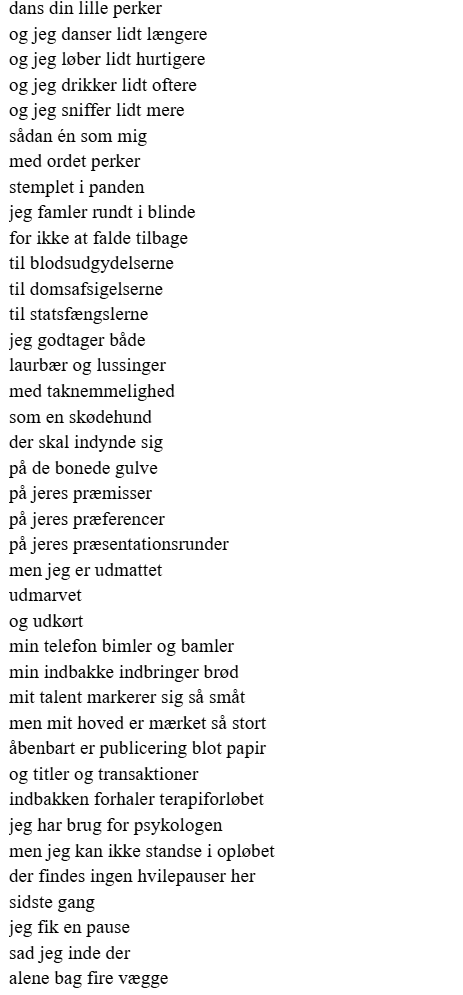 dans din lille perker
og jeg danser lidt længere
og jeg løber lidt hurtigere
og jeg drikker lidt oftere
og jeg sniffer lidt mere
sådan én som mig
med ordet perker
stemplet i panden
jeg famler rundt i blinde
for ikke at falde tilbage
til blodsudgydelserne
til domsafsigelserne
til statsfængslerne
jeg godtager både
laurbær og lussinger
med taknemmelighed
som en skødehund
der skal indynde sig
på de bonede gulve
på jeres præmisser
på jeres præferencer
på jeres præsentationsrunder
men jeg er udmattet
udmarvet
og udkørt
min telefon bimler og bamler
min indbakke indbringer brød
mit talent markerer sig så småt
men mit hoved er mærket så stort
åbenbart er publicering blot papir
og titler og transaktioner
indbakken forhaler terapiforløbet
jeg har brug for psykologen
men jeg kan ikke standse i opløbet
der findes ingen hvilepauser her
sidste gang
jeg fik en pause
sad jeg inde der
alene bag fire vægge